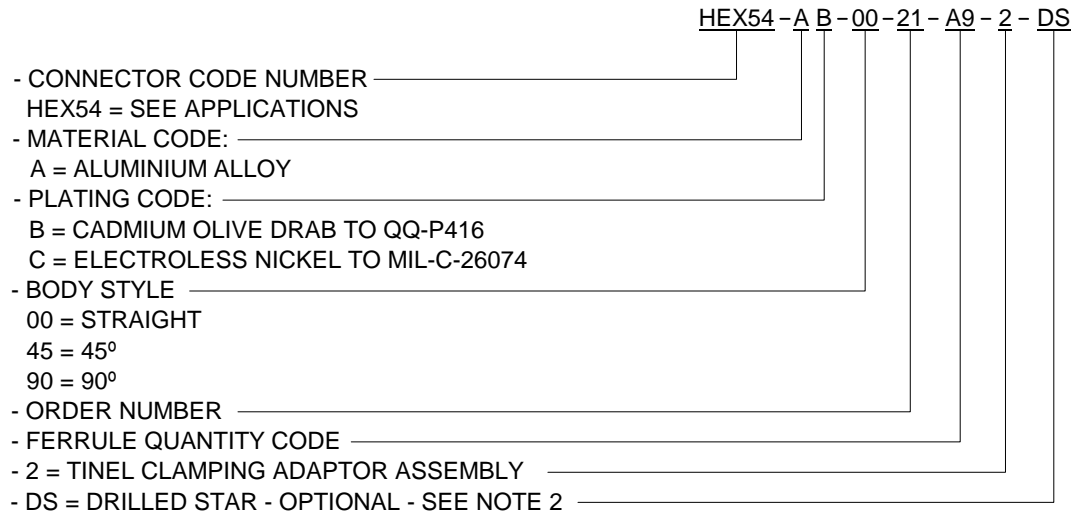 HEX54-A B-00-21-A9-2-DS
- CONNECTOR CODE NUMBER
HEX54 = SEE APPLICATIONS
- MATERIAL CODE:
A = ALUMINIUM ALLOY
- PLATING CODE:
B = CADMIUM OLIVE DRAB TO QQ-P416
C = ELECTROLESS NICKEL TO MIL-C-26074
- BODY STYLE
00 = STRAIGHT
45 = 45º
90 = 90º
- ORDER NUMBER
- FERRULE QUANTITY CODE
- 2 = TINEL CLAMPING ADAPTOR ASSEMBLY
- DS = DRILLED STAR - OPTIONAL - SEE NOTE 2